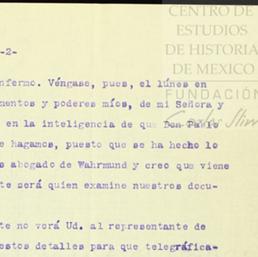 CENTRO DE
ESTUDIOS
DE HISTORIA
DE MEXICO
FUNDACIÓN
-2-
nfermo. Véngase, pues, el lúnes en
mentos y poderes míos, de mi Señora y
en la inteligencia de que Don Pablo
e hagamos, puesto que se ha hecho lo
s abogado de Wahrmund y creo que viene
te será quien examine nuestros docu-
te no verá Ud. al representante de
estos detalles para que telegráfica-